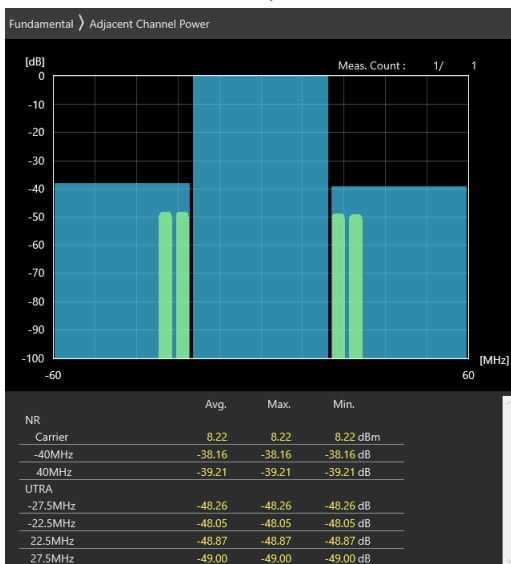 Fundamental 〉 Adjacent Channel Power
[dB] Meas. Count : 1/ 1
0
-10
-20
-30
-40
-50
-60
-70
-80
-90
-100 [MHz]
-60 60
Avg. Max. Min.
NR
Carrier 8.22 8.22 8.22 dBm
-40MHz -38.16 -38.16 -38.16 dB
40MHz -39.21 -39.21 -39.21 dB
UTRA
-27.5MHz -48.26 -48.26 -48.26 dB
-22.5MHz -48.05 -48.05 -48.05 dB
22.5MHz -48.87 -48.87 -48.87 dB
27.5MHz -49.00 -49.00 -49.00 dB